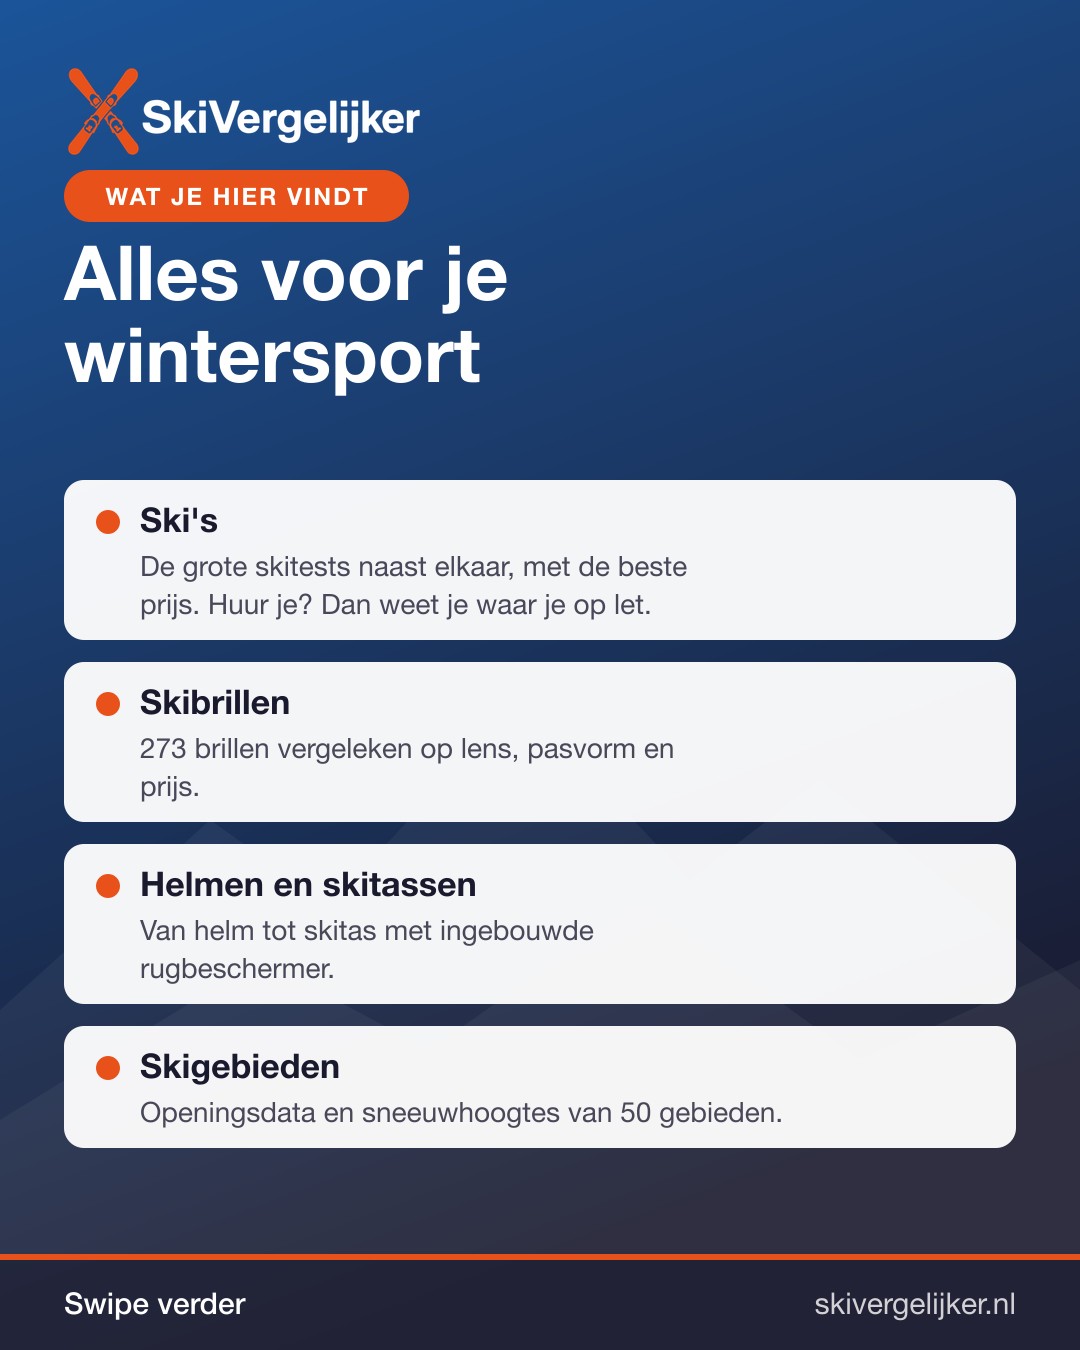 SkiVergelijker
WAT JE HIER VINDT
Alles voor je
wintersport
Ski's
De grote skitests naast elkaar, met de beste
prijs. Huur je? Dan weet je waar je op let.
Skibrillen
273 brillen vergeleken op lens, pasvorm en
prijs.
Helmen en skitassen
Van helm tot skitas met ingebouwde
rugbeschermer.
Skigebieden
Openingsdata en sneeuwhoogtes van 50 gebieden.
Swipe verder
skivergelijker.nl